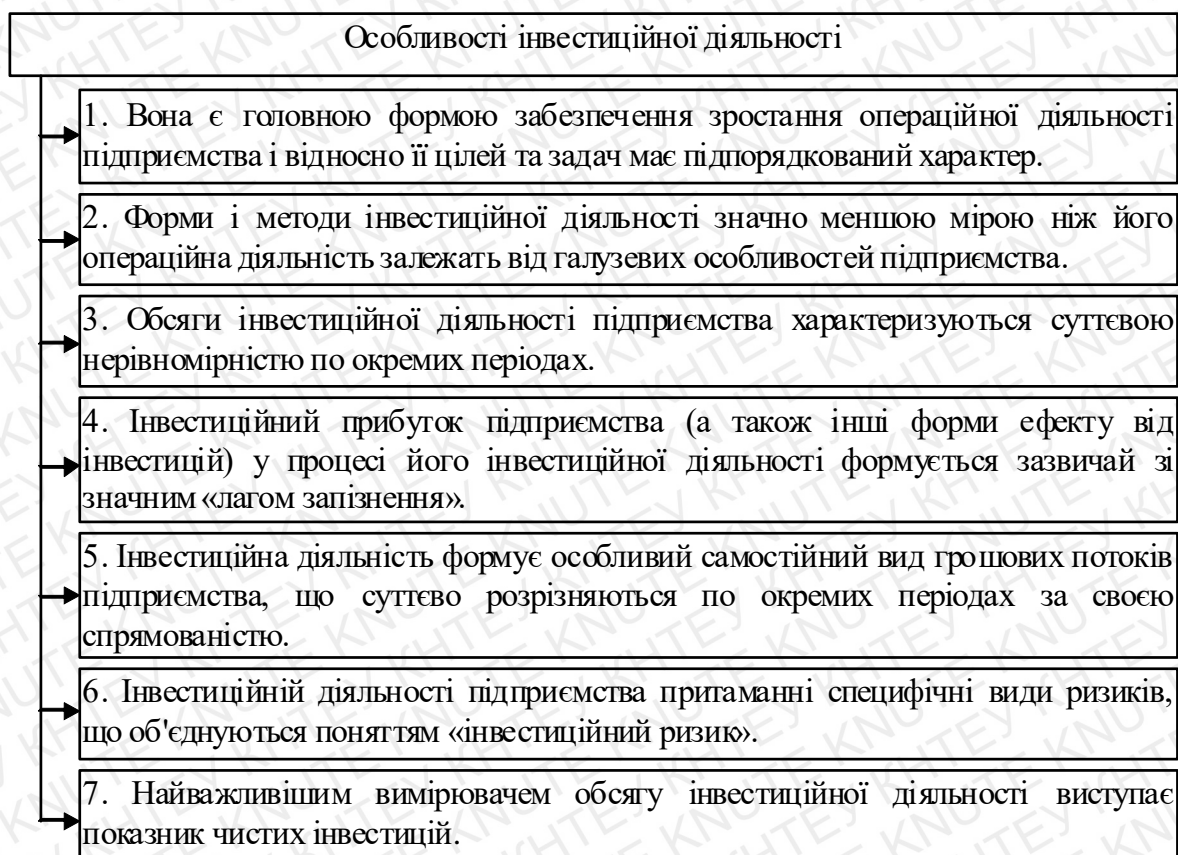 Особливості інвестиційної діяльності
1. Вона є головною формою забезпечення зростання операційної діяльності
підприємства і відносно її цілей та задач має підпорядкований характер.
2. Форми і методи інвестиційної діяльності значно меншою мірою ніж його
операційна діяльність залежать від галузевих особливостей підприємства.
3. Обсяги інвестиційної діяльності підприємства характеризуються суттєвою
нерівномірністю по окремих періодах.
4. Інвестиційний прибуток підприємства (а також інші форми ефекту від
інвестицій) у процесі його інвестиційної діяльності формується зазвичай зі
значним «лагом запізнення».
5. Інвестиційна діяльність формує особливий самостійний вид грошових потоків
підприємства, що суттєво розрізняються по окремих періодах за своєю
спрямованістю.
6. Інвестиційній діяльності підприємства притаманні специфічні види ризиків,
що об'єднуються поняттям «інвестиційний ризик».
7. Найважливішим вимірювачем обсягу інвестиційної діяльності виступає
показник чистих інвестицій.